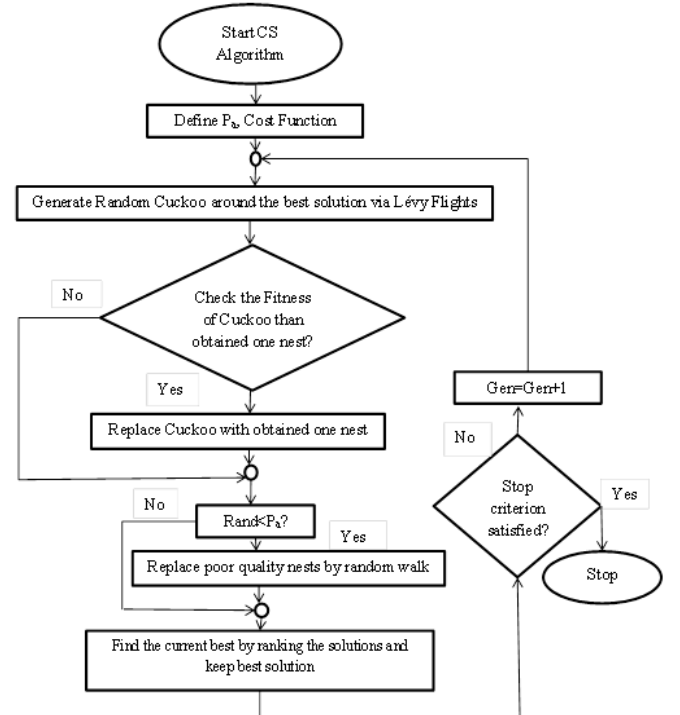 Start CS
Algorithm
Define Pa, Cost Function
Generate Random Cuckoo around the best solution via Lévy Flights
No
Check the Fitness
of Cuckoo than
obtained one nest?
Yes
Replace Cuckoo with obtained one nest
No
Rand<Pa?
Yes
Replace poor quality nests by random walk
Find the current best by ranking the solutions and
keep best solution
Gen=Gen+1
No
Stop
criterion
satisfied?
Yes
Stop